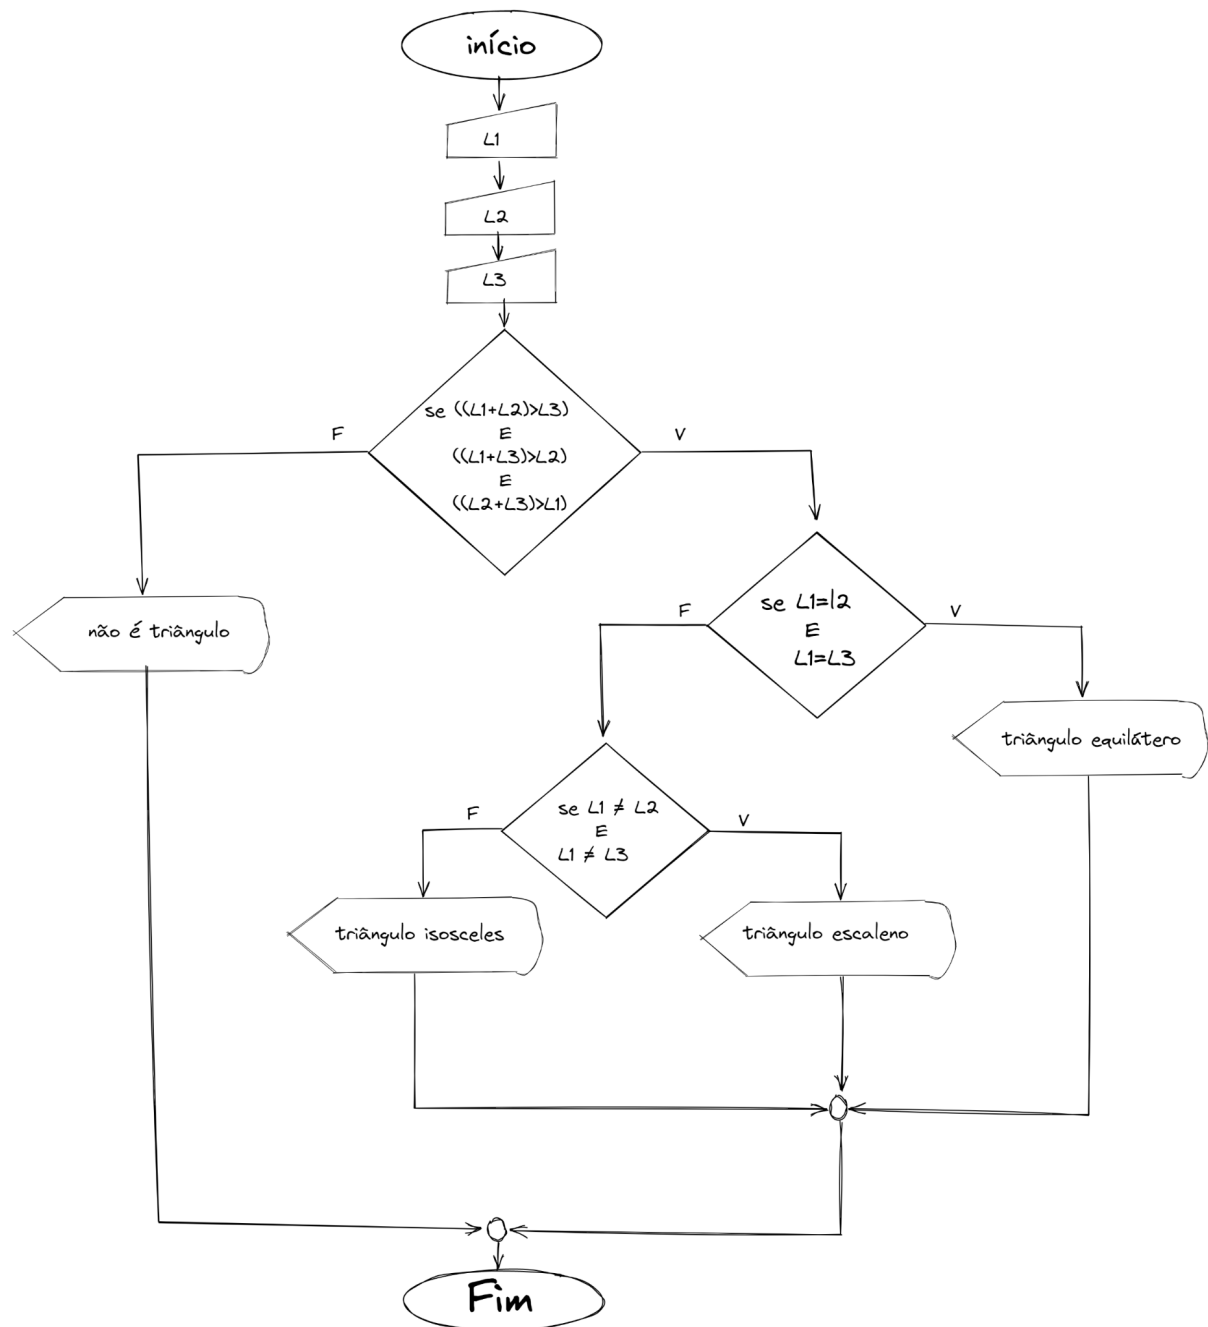 início
L1
L2
L3
se ((L1+L2)>L3)
E
((L1+L3)>L2)
E
((L2+L3)>L1)
F
V
não é triângulo
se L1=l2
E
L1=L3
F
V
triângulo equilátero
se L1 ≠ L2
E
L1 ≠ L3
F
V
triângulo isosceles
triângulo escaleno
Fim